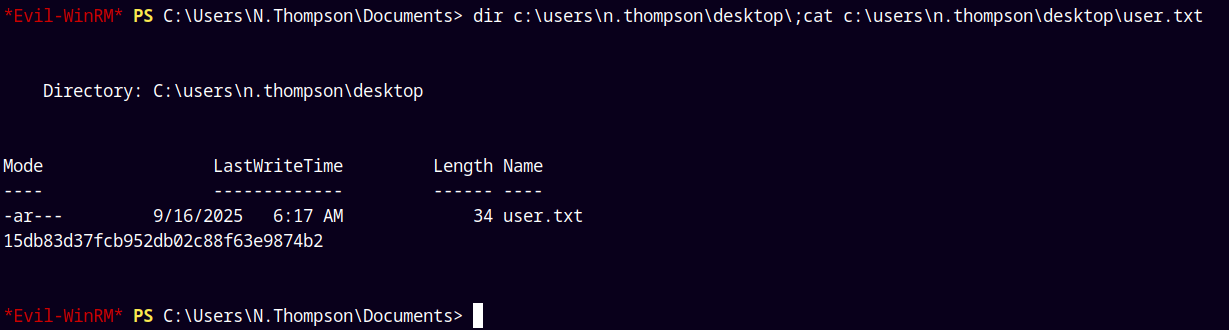 *Evil-WinRM* PS C:\Users\N.Thompson\Documents> dir c:\users\n.thompson\desktop\;cat c:\users\n.thompson\desktop\user.txt
Directory: C:\users\n.thompson\desktop
Mode LastWriteTime Length Name
---- ------------- ------ ----
-ar--- 9/16/2025 6:17 AM 34 user.txt
15db83d37fcb952db02c88f63e9874b2
*Evil-WinRM* PS C:\Users\N.Thompson\Documents>